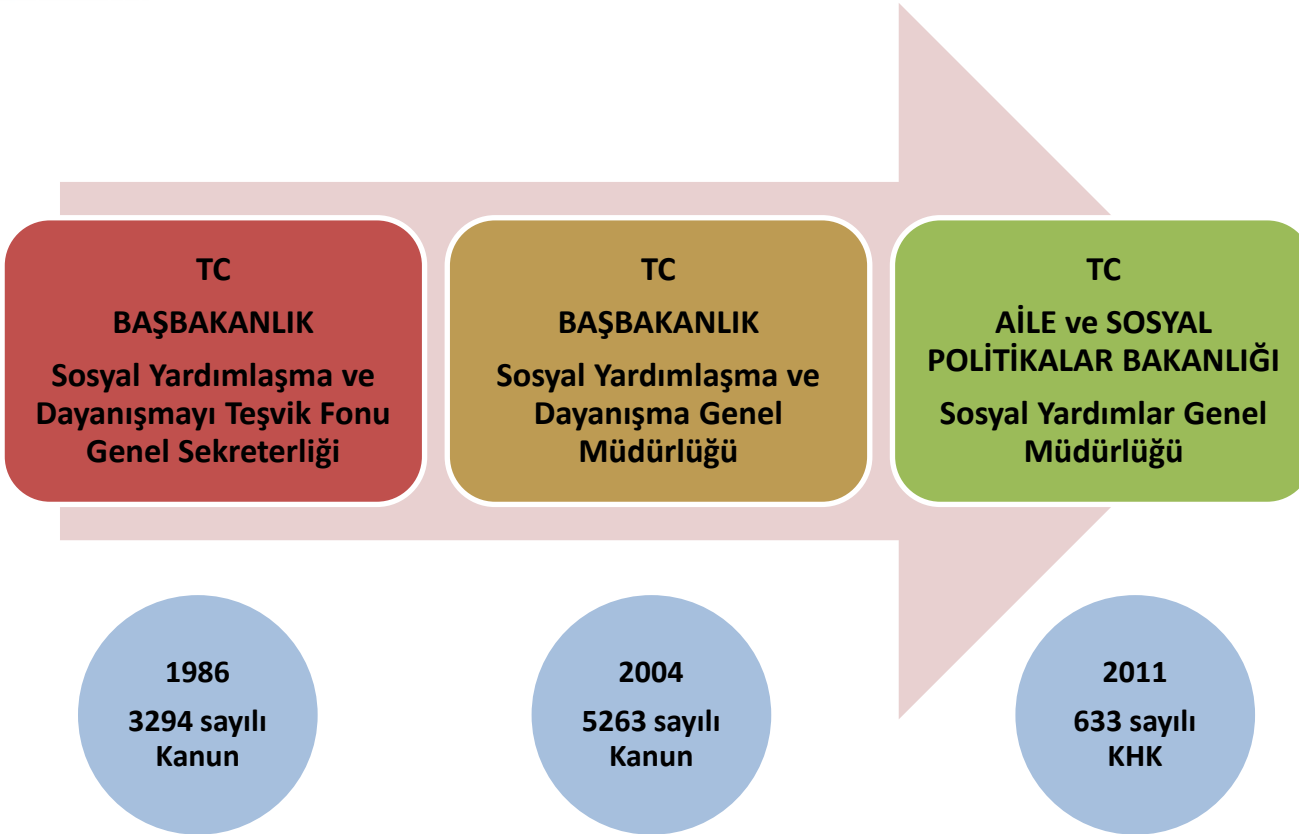 TC
BAŞBAKANLIK
Sosyal Yardımlaşma ve
Dayanışmayı Teşvik Fonu
Genel Sekreterliği
TC
BAŞBAKANLIK
Sosyal Yardımlaşma ve
Dayanışma Genel
Müdürlüğü
TC
AİLE ve SOSYAL
POLİTİKALAR BAKANLIĞI
Sosyal Yardımlar Genel
Müdürlüğü
1986
3294 sayılı
Kanun
2004
5263 sayılı
Kanun
2011
633 sayılı
KHK